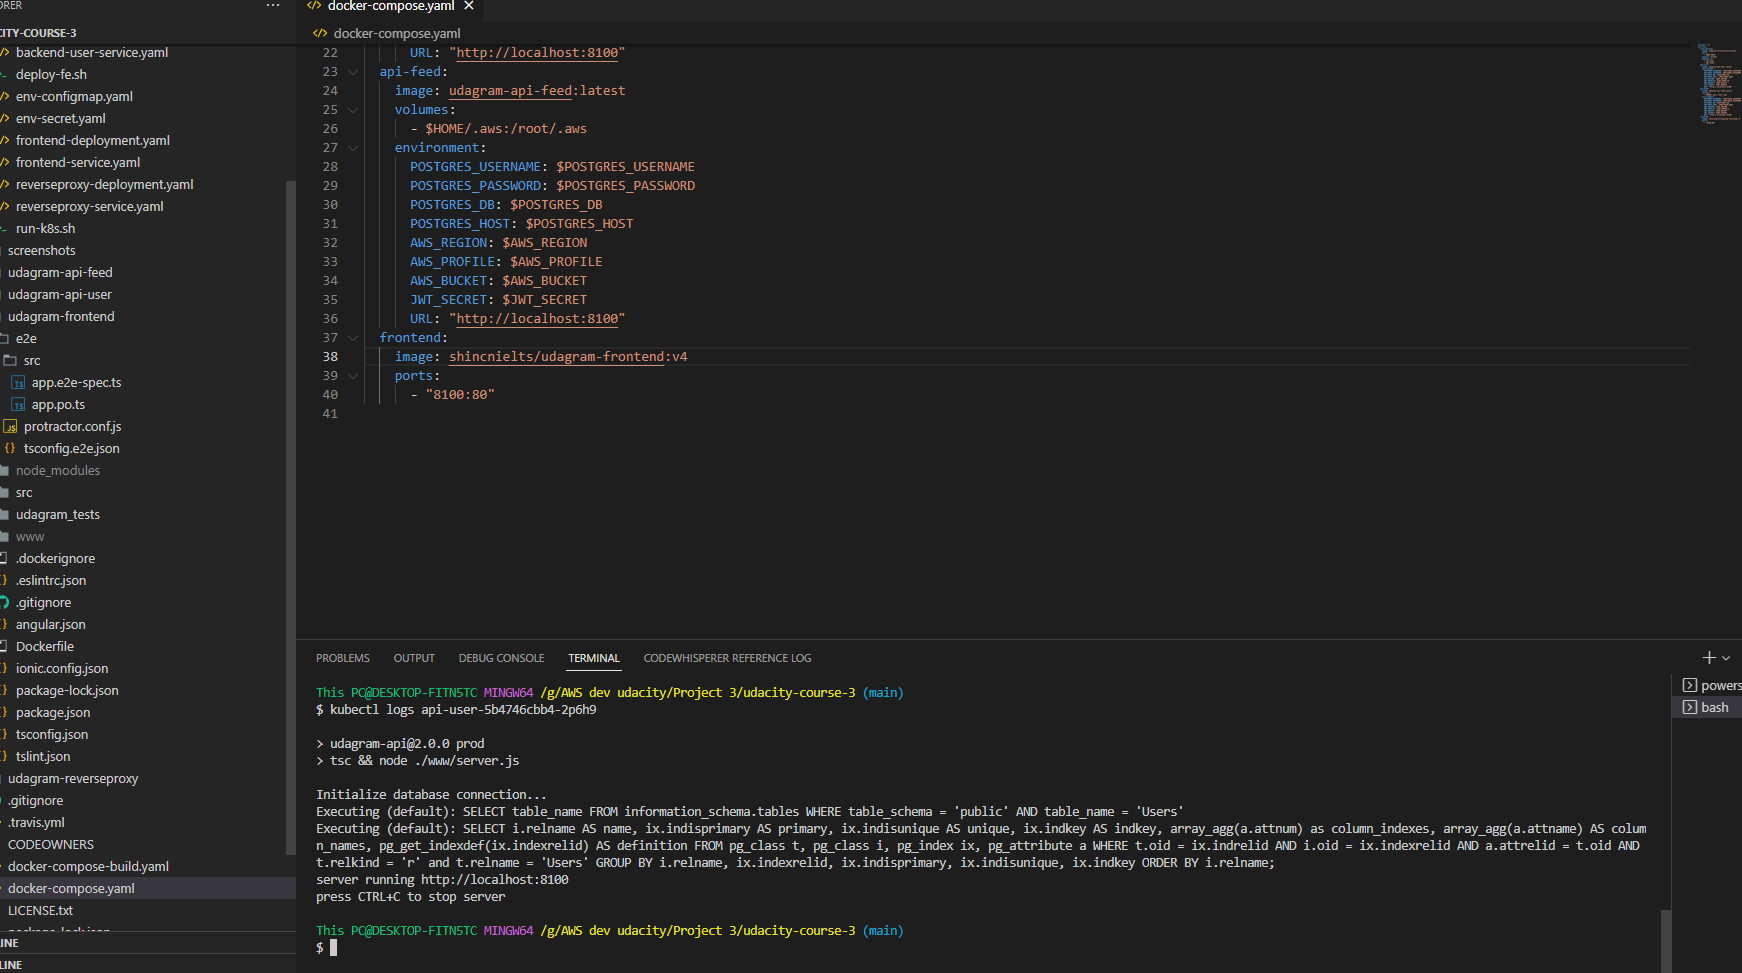 ORER
···
docker-compose.yaml
CITY-COURSE-3
docker-compose.yaml
backend-user-service.yaml
deploy-fe.sh
env-configmap.yaml
env-secret.yaml
frontend-deployment.yaml
frontend-service.yaml
reverseproxy-deployment.yaml
reverseproxy-service.yaml
run-k8s.sh
screenshots
udagram-api-feed
udagram-api-user
udagram-frontend
e2e
src
TS app.e2e-spec.ts
TS app.po.ts
JS protractor.conf.js
{} tsconfig.e2e.json
node_modules
src
udagram_tests
www
.dockerignore
.eslintrc.json
.gitignore
angular.json
Dockerfile
ionic.config.json
package-lock.json
package.json
tsconfig.json
tslint.json
udagram-reverseproxy
.gitignore
.travis.yml
CODEOWNERS
docker-compose-build.yaml
docker-compose.yaml
LICENSE.txt
package-lock.json
LINE
LINE
22 URL: "http://localhost:8100"
23 api-feed:
24 image: udagram-api-feed:latest
25 volumes:
26 - $HOME/.aws:/root/.aws
27 environment:
28 POSTGRES_USERNAME: $POSTGRES_USERNAME
29 POSTGRES_PASSWORD: $POSTGRES_PASSWORD
30 POSTGRES_DB: $POSTGRES_DB
31 POSTGRES_HOST: $POSTGRES_HOST
32 AWS_REGION: $AWS_REGION
33 AWS_PROFILE: $AWS_PROFILE
34 AWS_BUCKET: $AWS_BUCKET
35 JWT_SECRET: $JWT_SECRET
36 URL: "http://localhost:8100"
37 frontend:
38 image: shincnielts/udagram-frontend:v4
39 ports:
40 - "8100:80"
41
PROBLEMS OUTPUT DEBUG CONSOLE TERMINAL CODEWHISPERER REFERENCE LOG
This PC@DESKTOP-FITN5TC MINGW64 /g/AWS dev udacity/Project 3/udacity-course-3 (main)
$ kubectl logs api-user-5b4746cbb4-2p6h9
> udagram-api@2.0.0 prod
> tsc && node ./www/server.js
Initialize database connection...
Executing (default): SELECT table_name FROM information_schema.tables WHERE table_schema = 'public' AND table_name = 'Users'
Executing (default): SELECT i.relname AS name, ix.indisprimary AS primary, ix.indisunique AS unique, ix.indkey AS indkey, array_agg(a.attnum) as column_indexes, array_agg(a.attname) AS colum
n_names, pg_get_indexdef(ix.indexrelid) AS definition FROM pg_class t, pg_class i, pg_index ix, pg_attribute a WHERE t.oid = ix.indrelid AND i.oid = ix.indexrelid AND a.attrelid = t.oid AND
t.relkind = 'r' and t.relname = 'Users' GROUP BY i.relname, ix.indexrelid, ix.indisprimary, ix.indisunique, ix.indkey ORDER BY i.relname;
server running http://localhost:8100
press CTRL+C to stop server
This PC@DESKTOP-FITN5TC MINGW64 /g/AWS dev udacity/Project 3/udacity-course-3 (main)
$
powers
bash